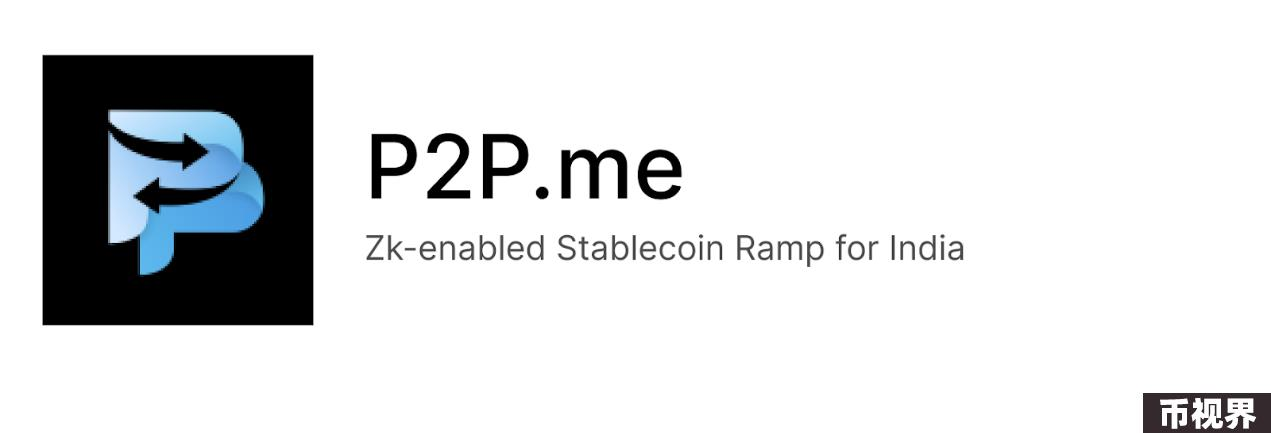 P2P.me
Zk-enabled Stablecoin Ramp for India
币视界